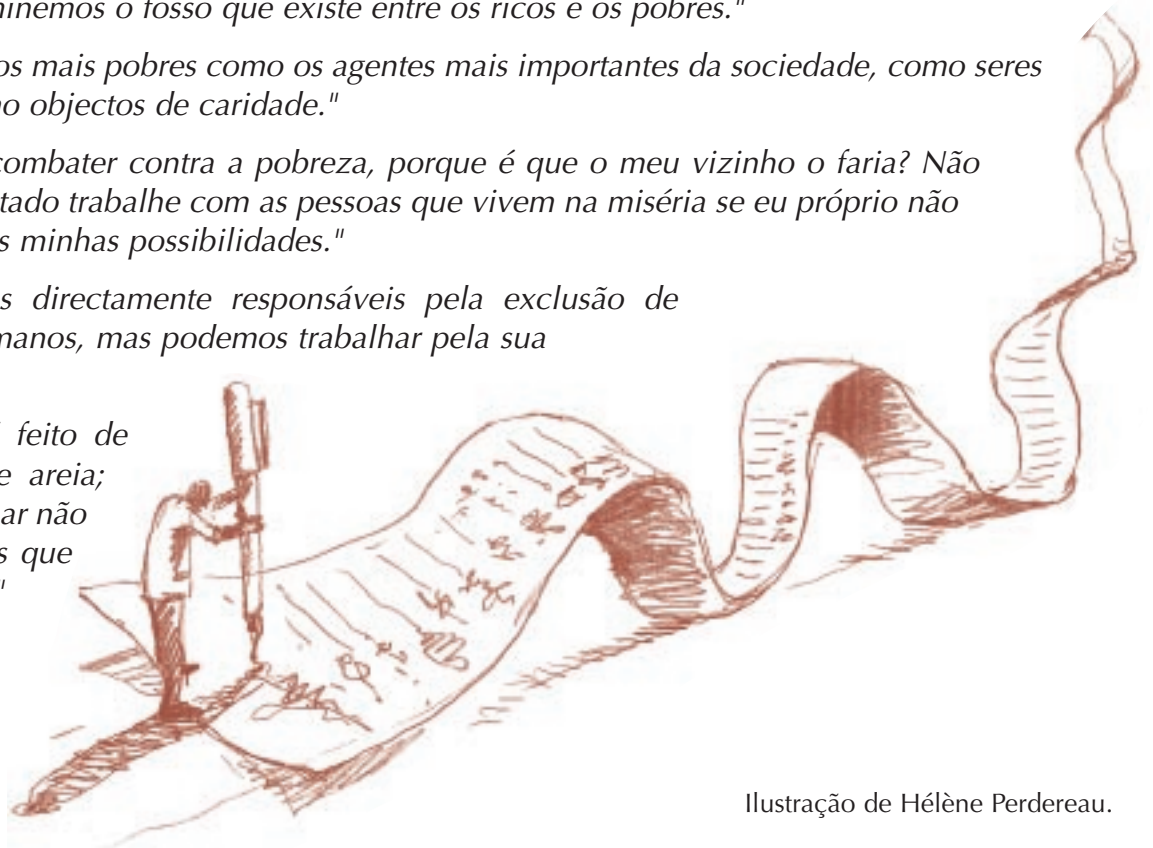 ninemos o fosso que existe entre os ricos e os pobres."
os mais pobres como os agentes mais importantes da sociedade, como seres
no objectos de caridade."
combater contra a pobreza, porque é que o meu vizinho o faria? Não
tado trabalhe com as pessoas que vivem na miséria se eu próprio não
s minhas possibilidades."
s directamente responsáveis pela exclusão de
manos, mas podemos trabalhar pela sua
feito de
e areia;
ar não
s que
"
Ilustração de Hélène Perdereau.